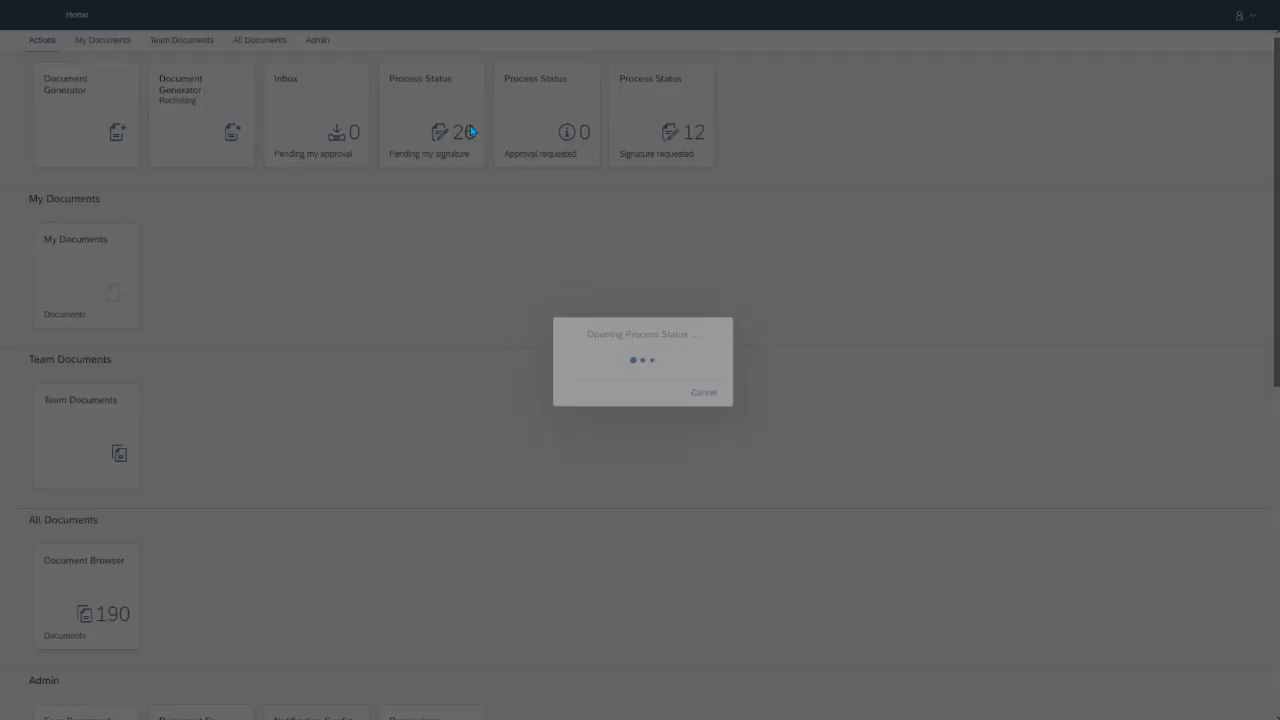 Home
Actions My Documents Team Documents All Documents Admin
Document
Generator
Document
Generator
Recruiting
Inbox
0
Pending my approval
Process Status
Pending my signature
Process Status
0
Approval requested
Process Status
12
Signature requested
My Documents
My Documents
Documents
Opening Process Status ...
Cancel
Team Documents
Team Documents
All Documents
Document Browser
190
Documents
Admin